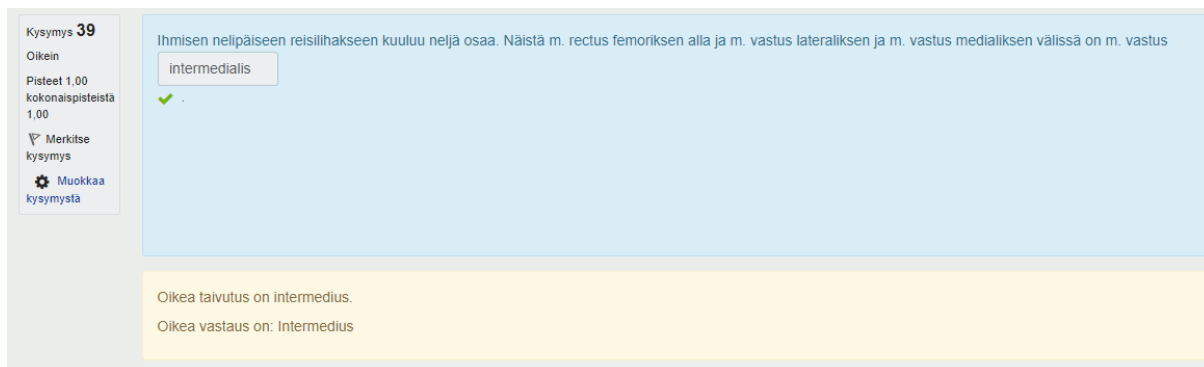 Kysymys 39
Oikein
Pisteet 1,00
kokonaispisteistä
1,00
Merkitse
kysymys
Muokkaa
kysymystä
Ihmisen nelipäiseen reisilihakseen kuuluu neljä osaa. Näistä m. rectus femoriksen alla ja m. vastus lateraliksen ja m. vastus medialiksen välissä on m. vastus
intermedialis
.
Oikea taivutus on intermedius.
Oikea vastaus on: Intermedius